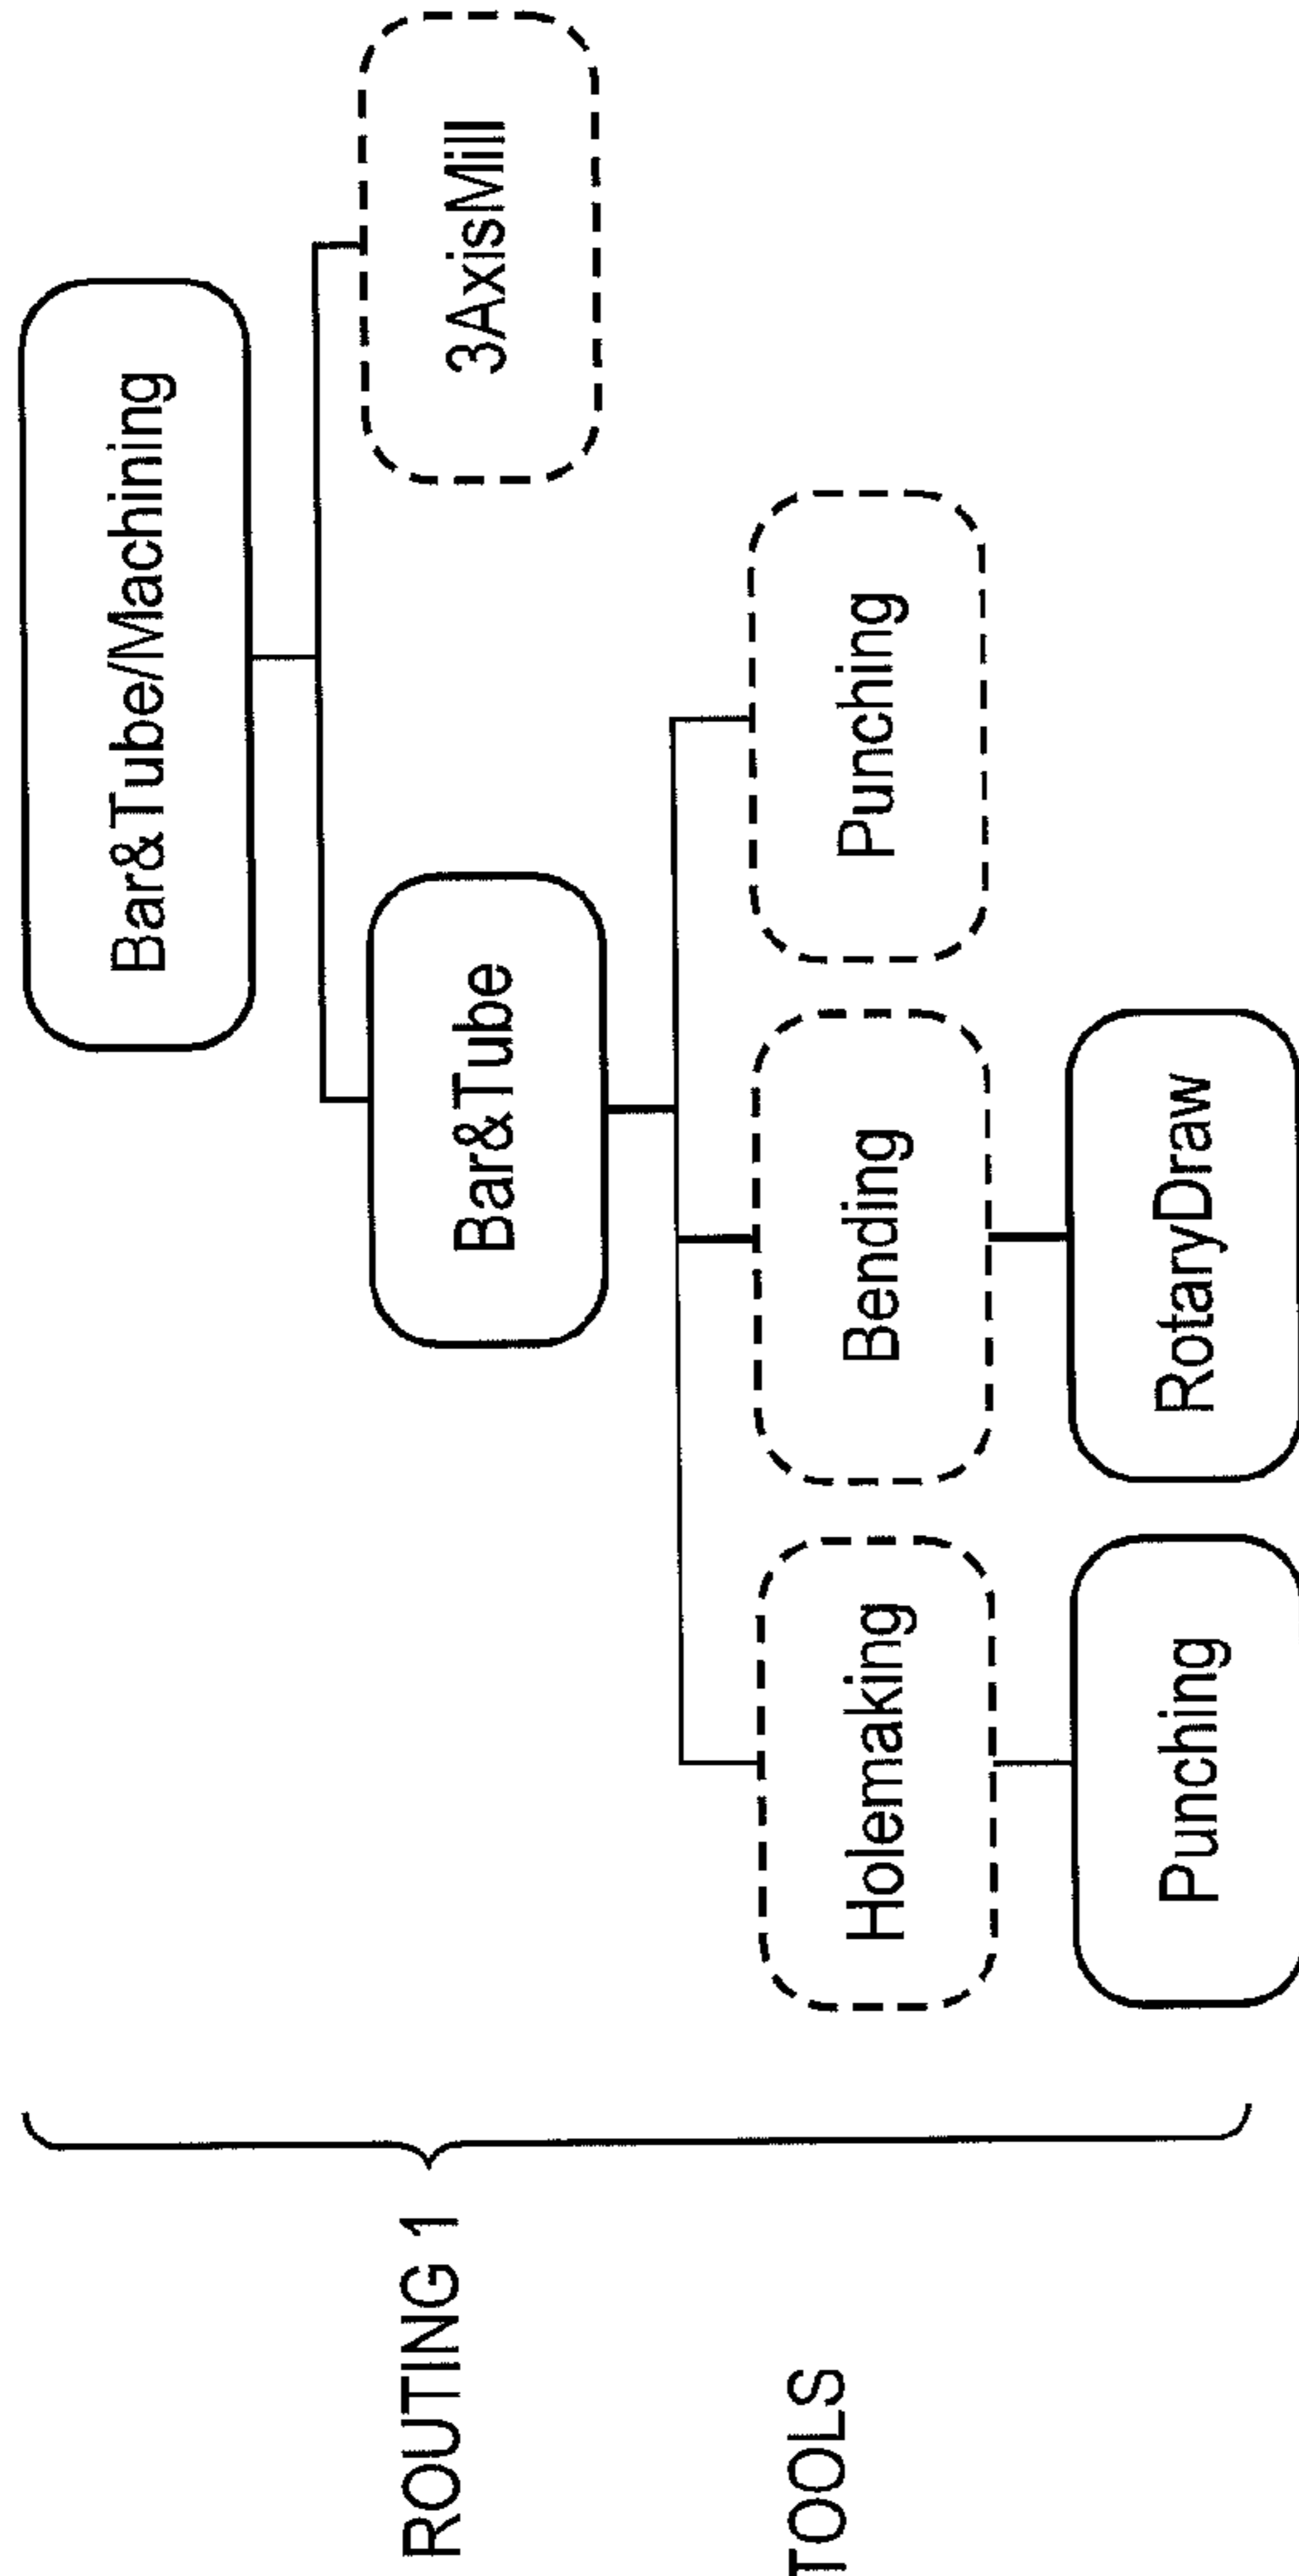 Bar&Tube/Machining
ROUTING 1
Bar&Tube
3AxisMill
TOOLS
Holemaking
Bending
Punching
Punching
RotaryDraw